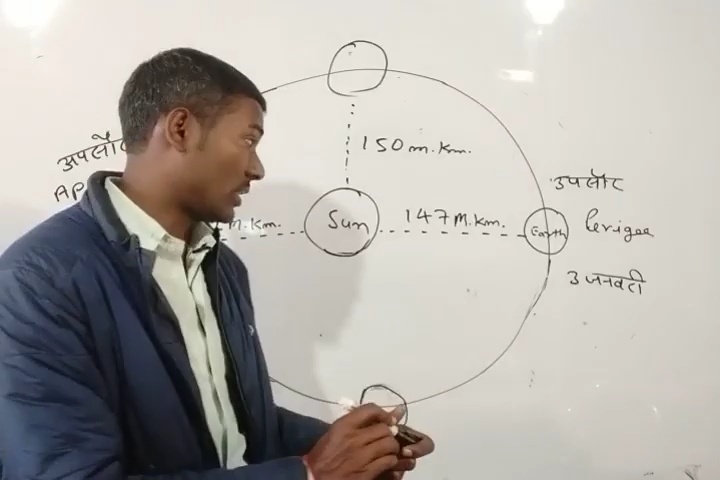 150 m.km.
अपसौ
AP
उपसौर
M.Km.
Sun
147 M.Km.
Earth
Perigee
3 जनवरी